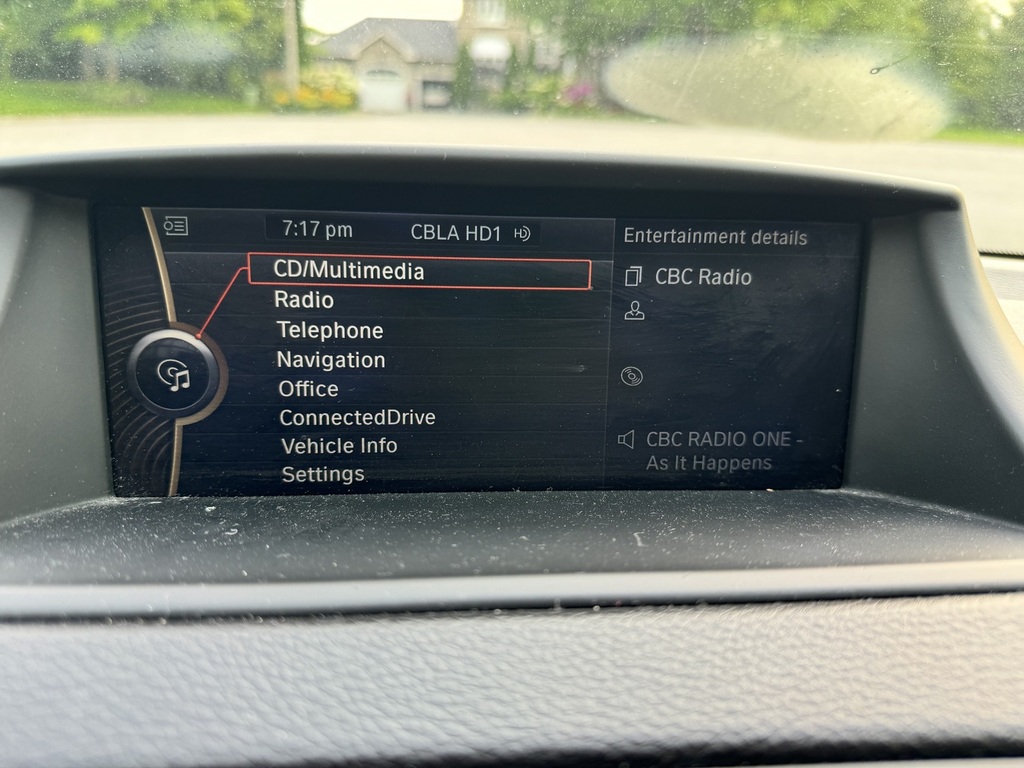 7:17 pm CBLA HD1 HD
CD/Multimedia
Radio
Telephone
Navigation
Office
ConnectedDrive
Vehicle Info
Settings
Entertainment details
CBC Radio
CBC RADIO ONE -
As It Happens